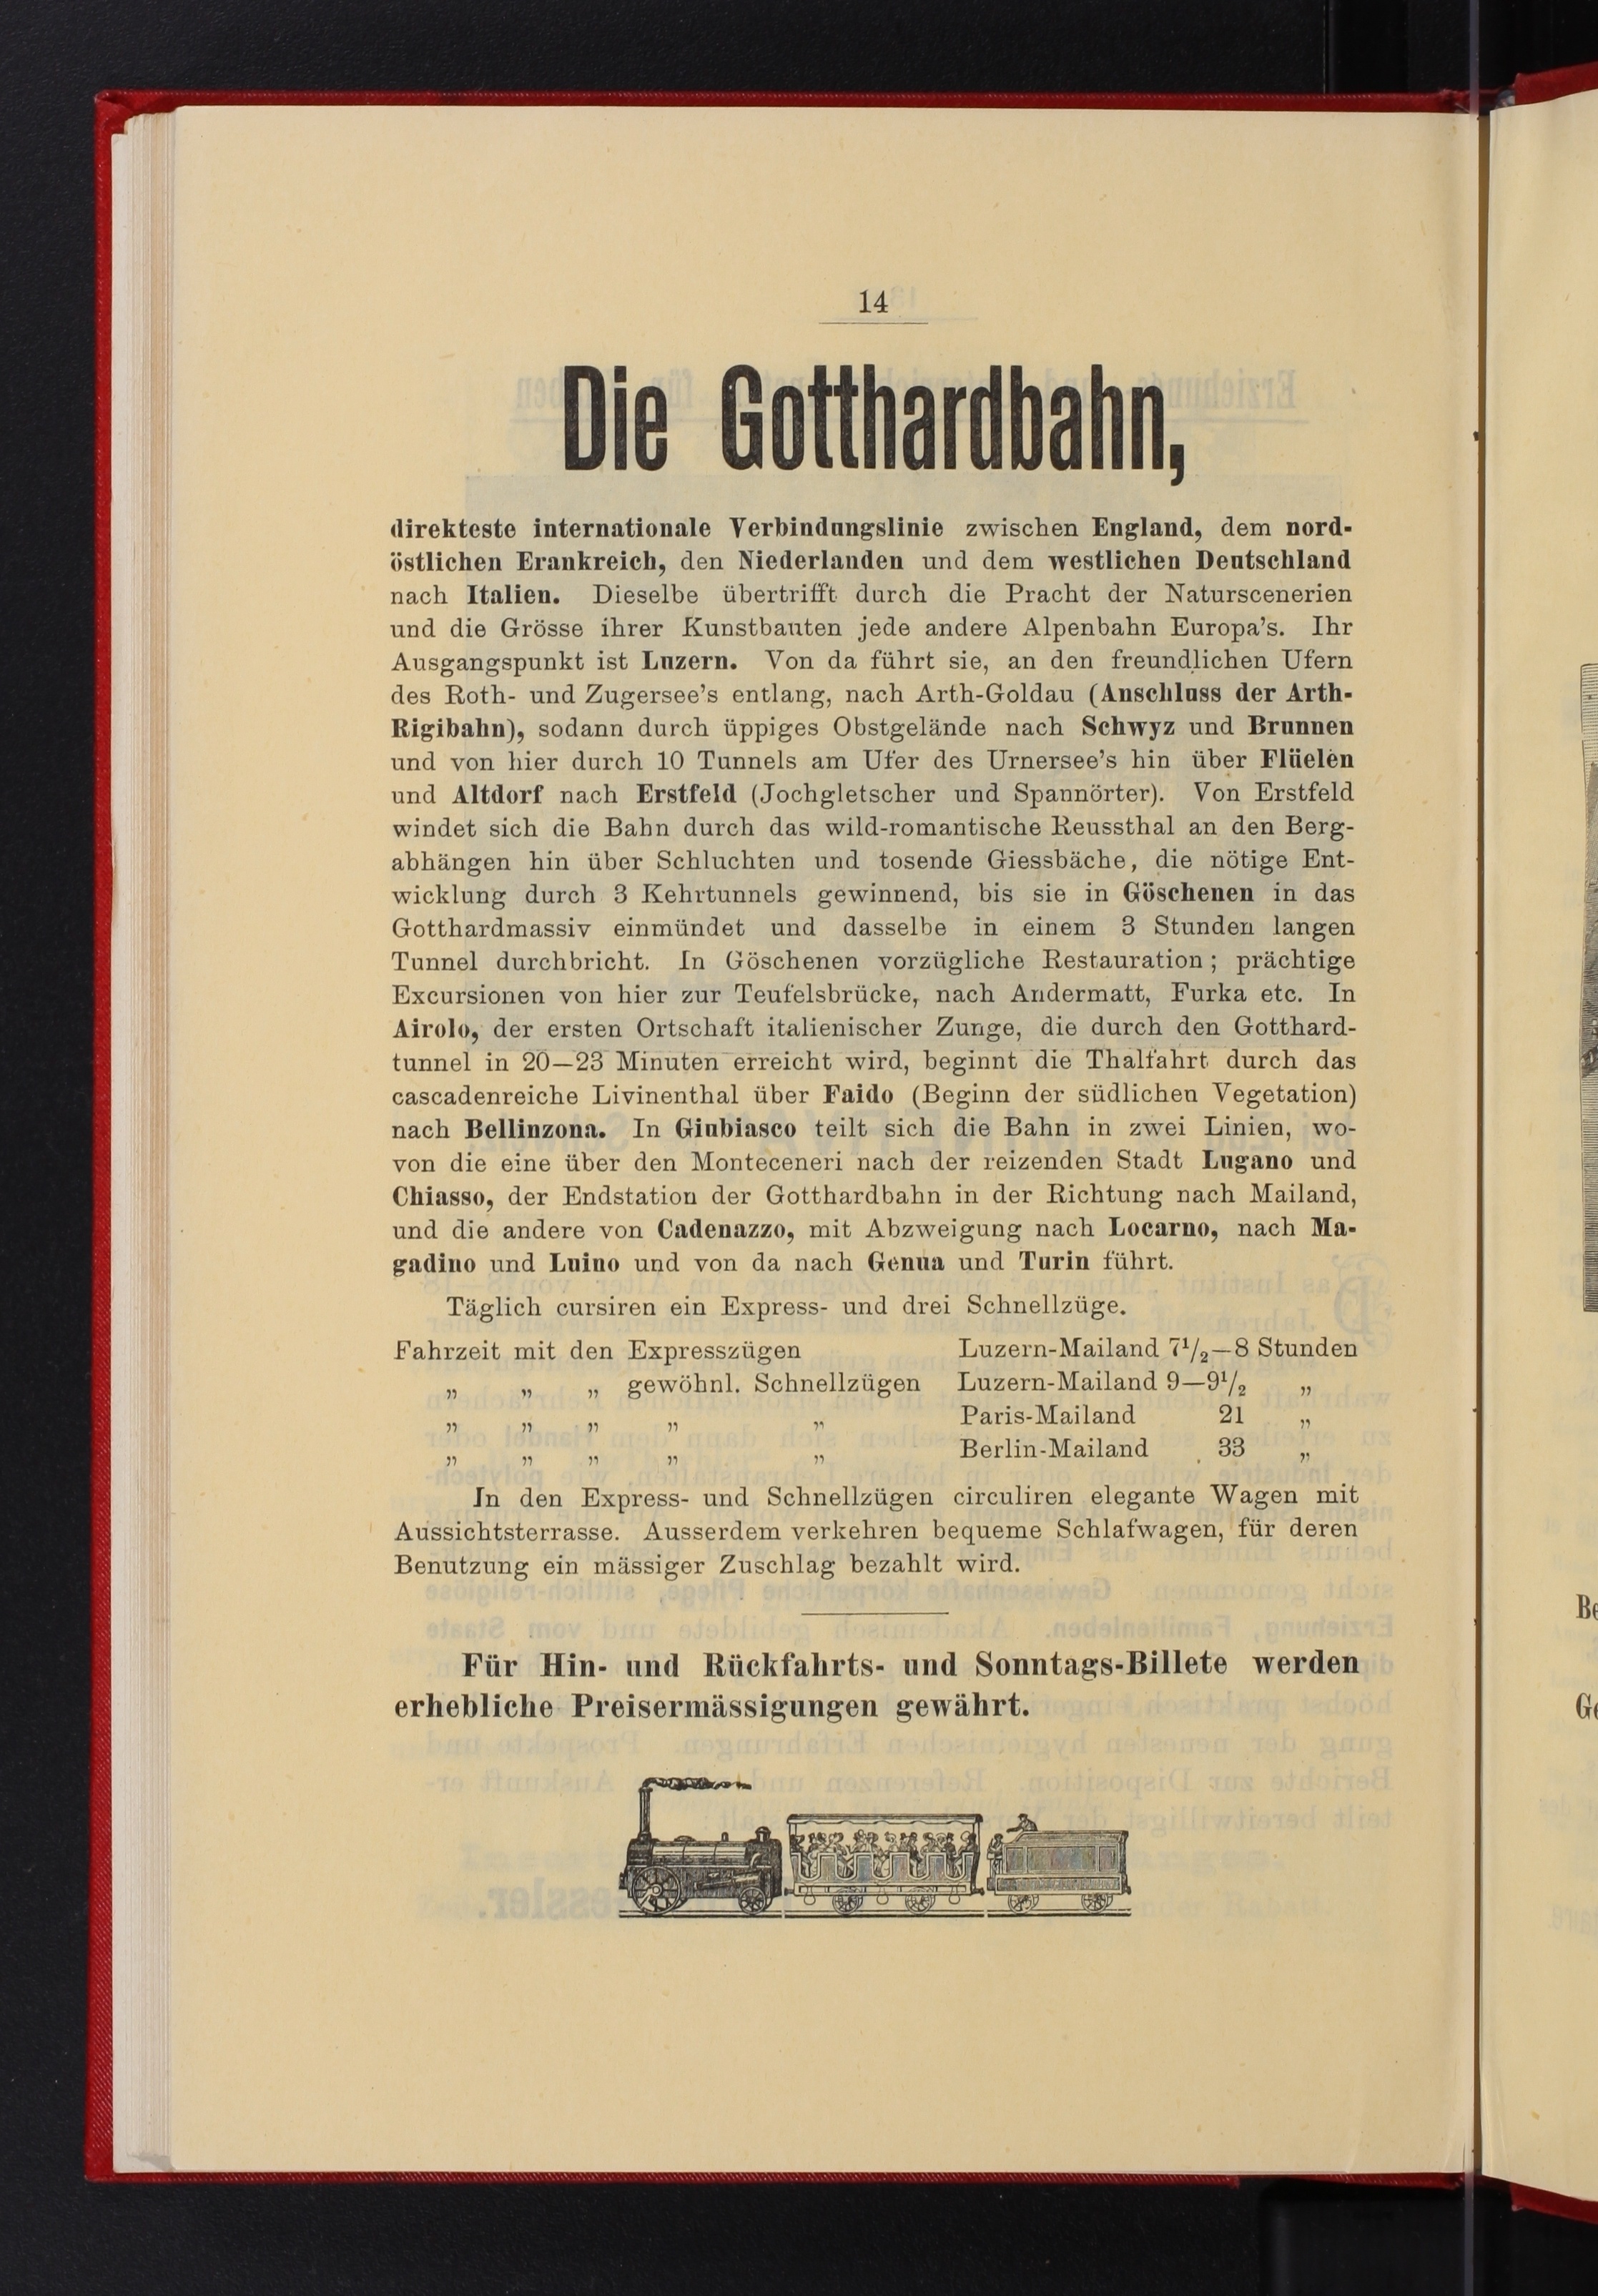 14
Die Gotthardbahn,
direkteste internationale Verbindungslinie zwischen England, dem nord-
östlichen Erankreich, den Niederlanden und dem westlichen Deutschland
nach Italien. Dieselbe übertrifft durch die Pracht der Naturscenerien
und die Grösse ihrer Kunstbauten jede andere Alpenbahn Europa's. Ihr
Ausgangspunkt ist Luzern. Von da führt sie, an den freundlichen Ufern
des Roth- und Zugersee's entlang, nach Arth-Goldau (Anschluss der Arth-
Rigibahn), sodann durch üppiges Obstgelände nach Schwyz und Brunnen
und von hier durch 10 Tunnels am Ufer des Urnersee's hin über Flüelen
und Altdorf nach Erstfeld (Jochgletscher und Spannörter). Von Erstfeld
windet sich die Bahn durch das wild-romantische Reussthal an den Berg-
abhängen hin über Schluchten und tosende Giessbäche, die nötige Ent-
wicklung durch 3 Kehrtunnels gewinnend, bis sie in Göschenen in das
Gotthardmassiv einmündet und dasselbe in einem 3 Stunden langen
Tunnel durchbricht. In Göschenen vorzügliche Restauration; prächtige
Excursionen von hier zur Teufelsbrücke, nach Andermatt, Furka etc. In
Airolo, der ersten Ortschaft italienischer Zunge, die durch den Gotthard-
tunnel in 20—23 Minuten erreicht wird, beginnt die Thalfahrt durch das
cascadenreiche Livinenthal über Faido (Beginn der südlichen Vegetation)
nach Bellinzona. In Giubiasco teilt sich die Bahn in zwei Linien, wo-
von die eine über den Monteceneri nach der reizenden Stadt Lugano und
Chiasso, der Endstation der Gotthardbahn in der Richtung nach Mailand,
und die andere von Cadenazzo, mit Abzweigung nach Locarno, nach Ma-
gadino und Luino und von da nach Genua und Turin führt.
Täglich cursiren ein Express- und drei Schnellzüge.
Fahrzeit mit den Expresszügen Luzern-Mailand 7¹/₂—8 Stunden
„ „ „ gewöhnl. Schnellzügen Luzern-Mailand 9—9¹/₂ „
„ „ „ „ „ Paris-Mailand 21 „
„ „ „ „ „ Berlin-Mailand 33 „
In den Express- und Schnellzügen circuliren elegante Wagen mit
Aussichtsterrasse. Ausserdem verkehren bequeme Schlafwagen, für deren
Benutzung ein mässiger Zuschlag bezahlt wird.
Für Hin- und Rückfahrts- und Sonntags-Billete werden
erhebliche Preisermässigungen gewährt.